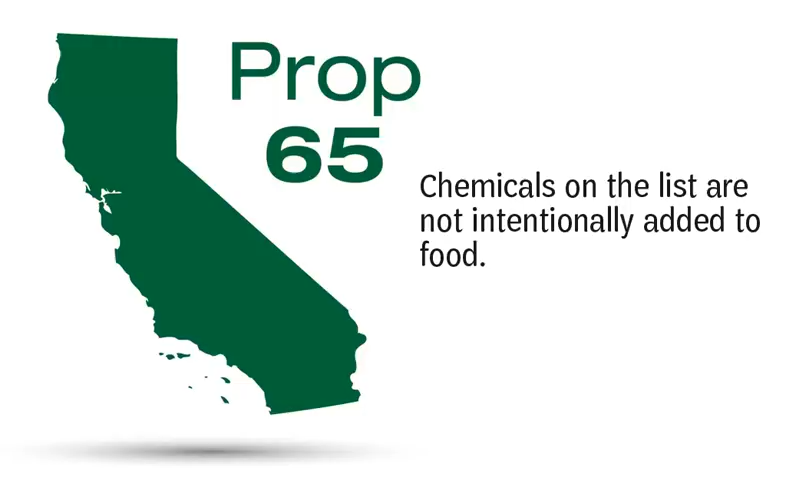 Prop
65
Chemicals on the list are
not intentionally added to
food.